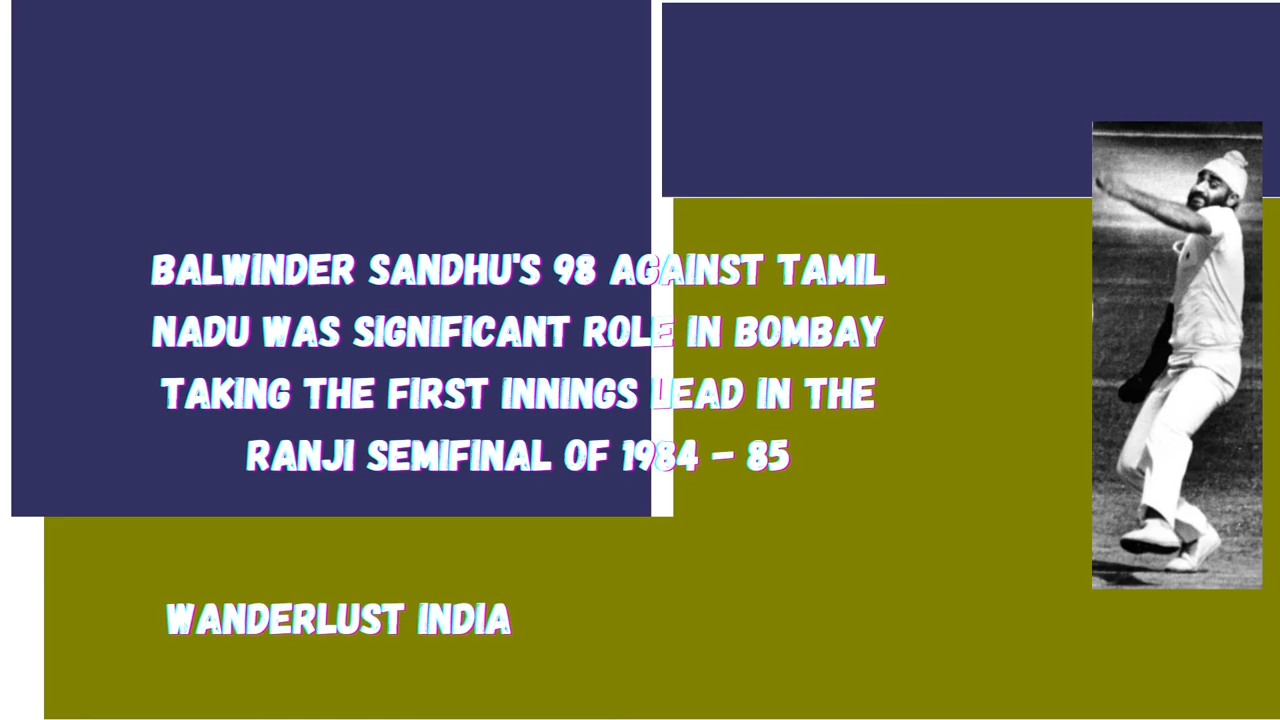 BALWINDER SANDHU'S 98 AGAINST TAMIL
NADU WAS SIGNIFICANT ROLE IN BOMBAY
TAKING THE FIRST INNINGS LEAD IN THE
RANJI SEMIFINAL OF 1984 – 85
WANDERLUST INDIA